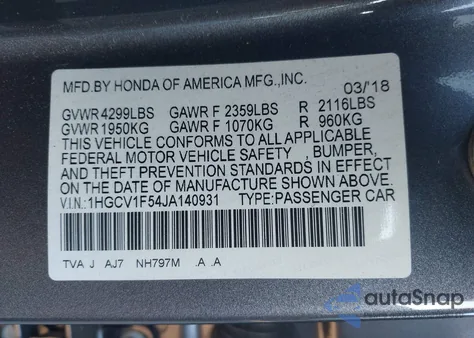 MFD.BY HONDA OF AMERICA MFG.,INC. 03/'18
GVWR 4299LBS GAWR F 2359LBS R 2116LBS
GVWR 1950KG GAWR F 1070KG R 960KG
THIS VEHICLE CONFORMS TO ALL APPLICABLE
FEDERAL MOTOR VEHICLE SAFETY , BUMPER,
AND THEFT PREVENTION STANDARDS IN EFFECT
ON THE DATE OF MANUFACTURE SHOWN ABOVE.
V.I.N.:1HGCV1F54JA140931 TYPE:PASSENGER CAR
TVA J AJ7 NH797M .A .A
autoSnap